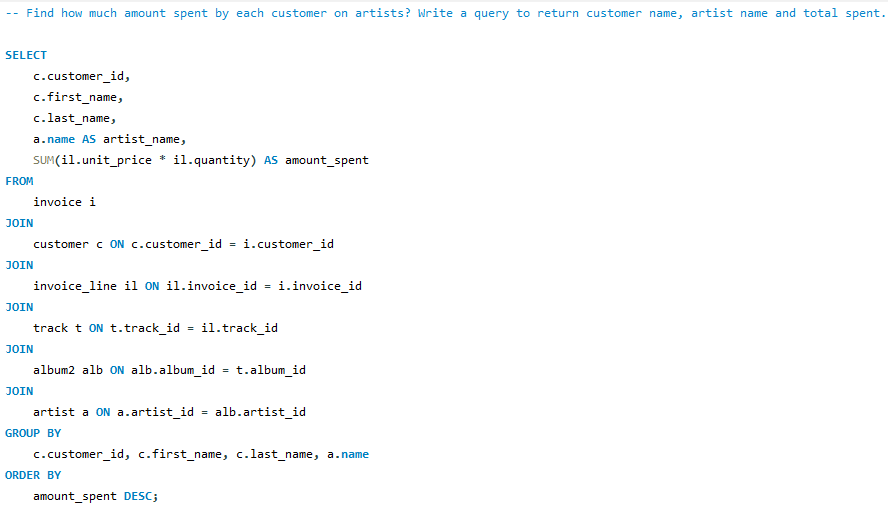 -- Find how much amount spent by each customer on artists? Write a query to return customer name, artist name and total spent.
SELECT
c.customer_id,
c.first_name,
c.last_name,
a.name AS artist_name,
SUM(il.unit_price * il.quantity) AS amount_spent
FROM
invoice i
JOIN
customer c ON c.customer_id = i.customer_id
JOIN
invoice_line il ON il.invoice_id = i.invoice_id
JOIN
track t ON t.track_id = il.track_id
JOIN
album2 alb ON alb.album_id = t.album_id
JOIN
artist a ON a.artist_id = alb.artist_id
GROUP BY
c.customer_id, c.first_name, c.last_name, a.name
ORDER BY
amount_spent DESC;